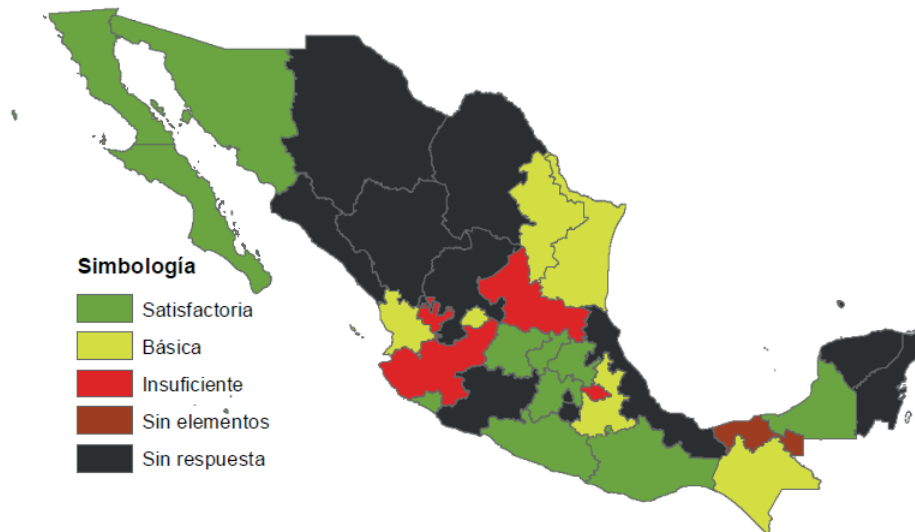 Simbología
Satisfactoria
Básica
Insuficiente
Sin elementos
Sin respuesta